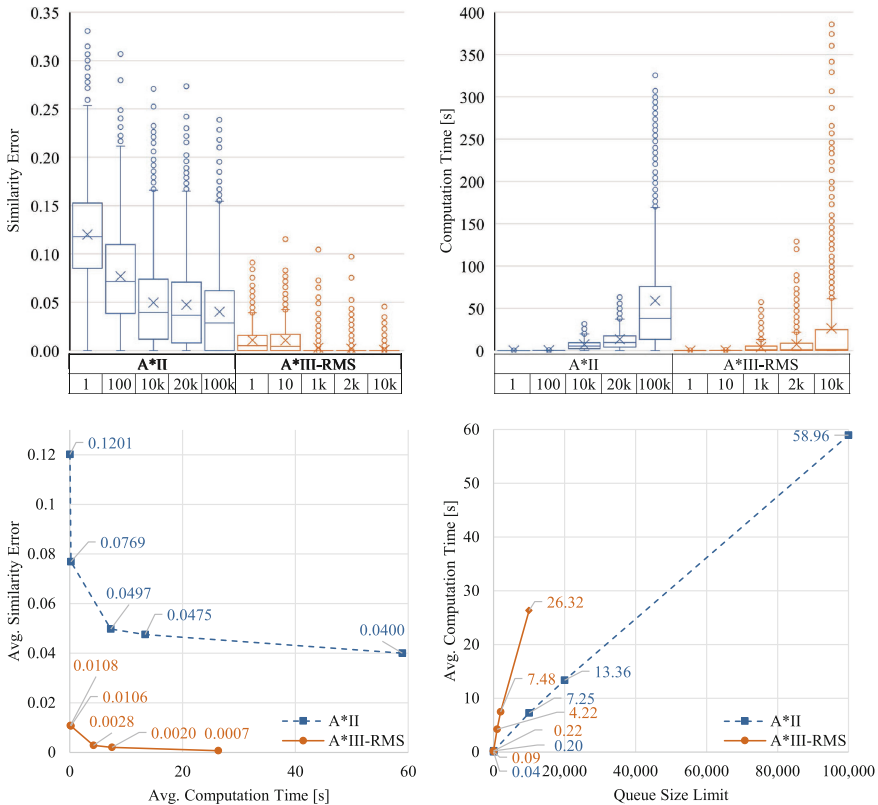 0.35
0.30
0.25
0.20
0.15
0.10
0.05
0.00
Similarity Error
A*II
A*III-RMS
1 100 10k 20k 100k 1 10 1k 2k 10k
400
350
300
250
200
150
100
50
0
Computation Time [s]
A*II
A*III-RMS
1 100 10k 20k 100k 1 10 1k 2k 10k
0.12
0.1
0.08
0.06
0.04
0.02
0
Avg. Similarity Error
0.1201
0.0769
0.0497
0.0475
0.0400
0.0108
0.0106
0.0028
0.0020
0.0007
A*II
A*III-RMS
0 20 40 60
Avg. Computation Time [s]
60
50
40
30
20
10
0
Avg. Computation Time [s]
58.96
26.32
13.36
7.48
7.25
4.22
0.22
0.20
0.09
0.04
A*II
A*III-RMS
0 20,000 40,000 60,000 80,000 100,000
Queue Size Limit